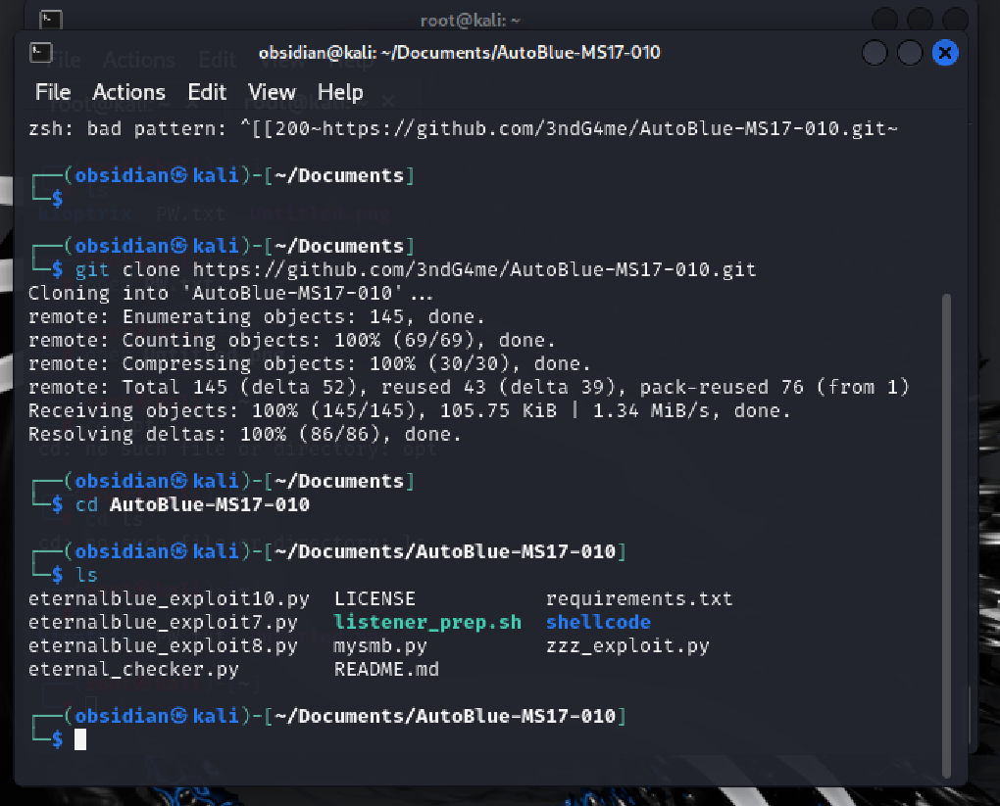 root@kali: ~
obsidian@kali: ~/Documents/AutoBlue-MS17-010
File Actions Edit View Help
zsh: bad pattern: ^[[200~https://github.com/3ndG4me/AutoBlue-MS17-010.git~
┌──(obsidian㉿kali)-[~/Documents]
└─$
┌──(obsidian㉿kali)-[~/Documents]
└─$ git clone https://github.com/3ndG4me/AutoBlue-MS17-010.git
Cloning into 'AutoBlue-MS17-010'...
remote: Enumerating objects: 145, done.
remote: Counting objects: 100% (69/69), done.
remote: Compressing objects: 100% (30/30), done.
remote: Total 145 (delta 52), reused 43 (delta 39), pack-reused 76 (from 1)
Receiving objects: 100% (145/145), 105.75 KiB | 1.34 MiB/s, done.
Resolving deltas: 100% (86/86), done.
┌──(obsidian㉿kali)-[~/Documents]
└─$ cd AutoBlue-MS17-010
┌──(obsidian㉿kali)-[~/Documents/AutoBlue-MS17-010]
└─$ ls
eternalblue_exploit10.py LICENSE requirements.txt
eternalblue_exploit7.py listener_prep.sh shellcode
eternalblue_exploit8.py mysmb.py zzz_exploit.py
eternal_checker.py README.md
┌──(obsidian㉿kali)-[~/Documents/AutoBlue-MS17-010]
└─$